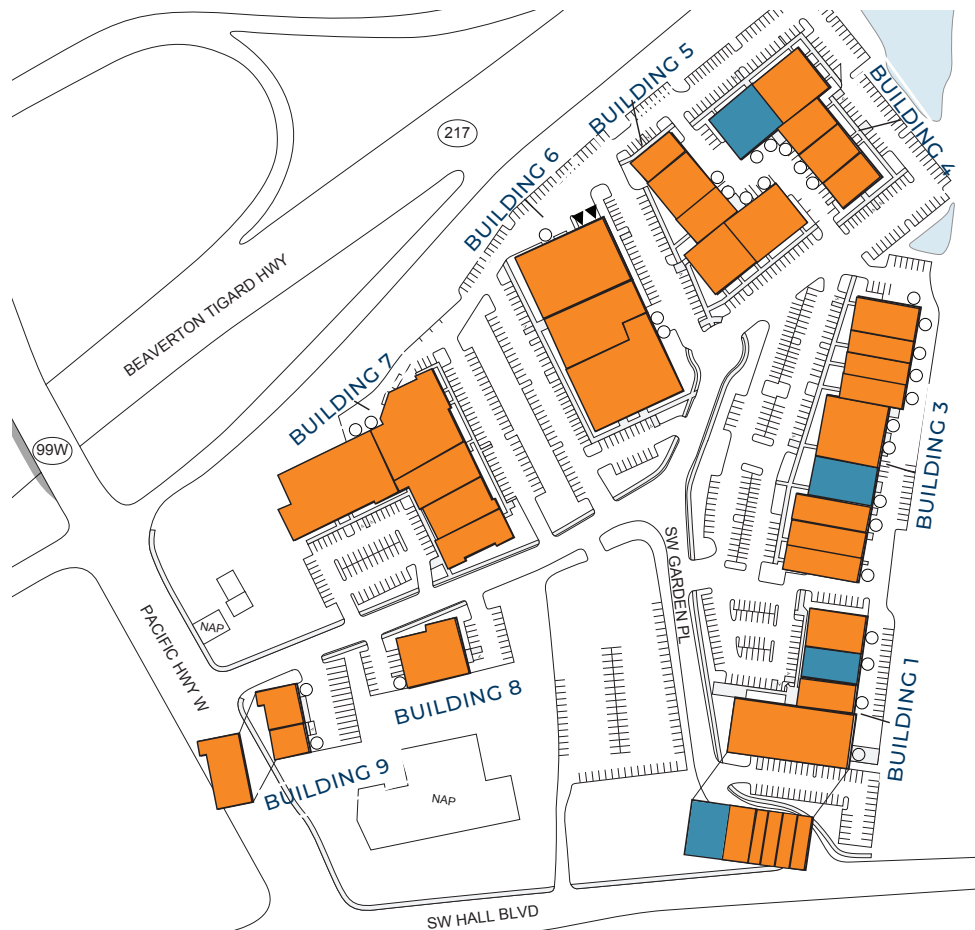 BUILDING 5
BUILDING 4
217
BUILDING 6
BEAVERTON TIGARD HWY
BUILDING 7
99W
BUILDING 3
SW GARDEN PL
PACIFIC HWY W
NAP
BUILDING 8
BUILDING 1
BUILDING 9
NAP
SW HALL BLVD